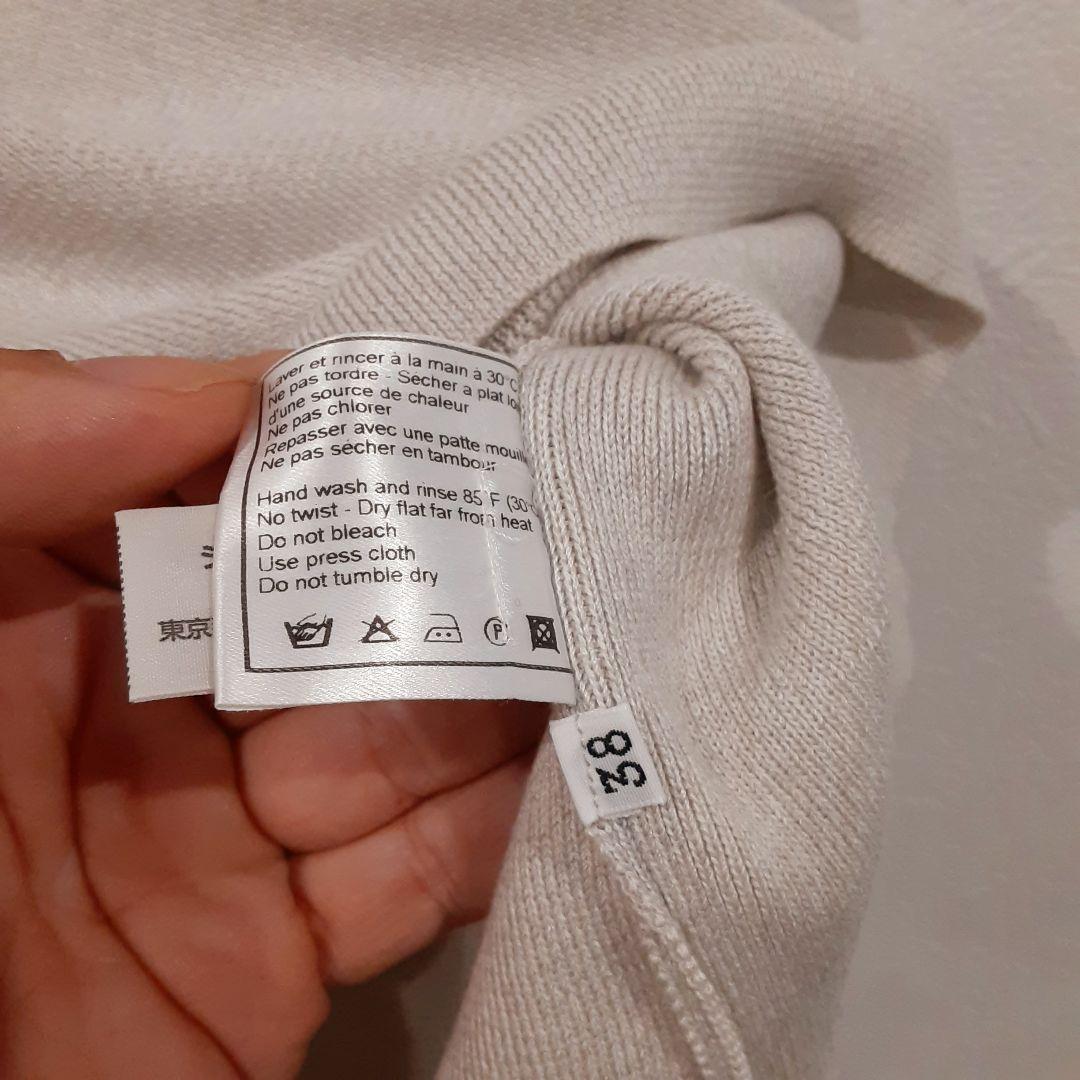 Laver et rincer à la main à 30°C
Ne pas tordre - Sécher a plat
d'une source de chaleur
Ne pas chlorer
Repasser avec une patte
Ne pas sécher en tambour
Hand wash and rinse 85°F (30°
No twist - Dry flat far from heat
Do not bleach
Use press cloth
Do not tumble dry
P
東京
38